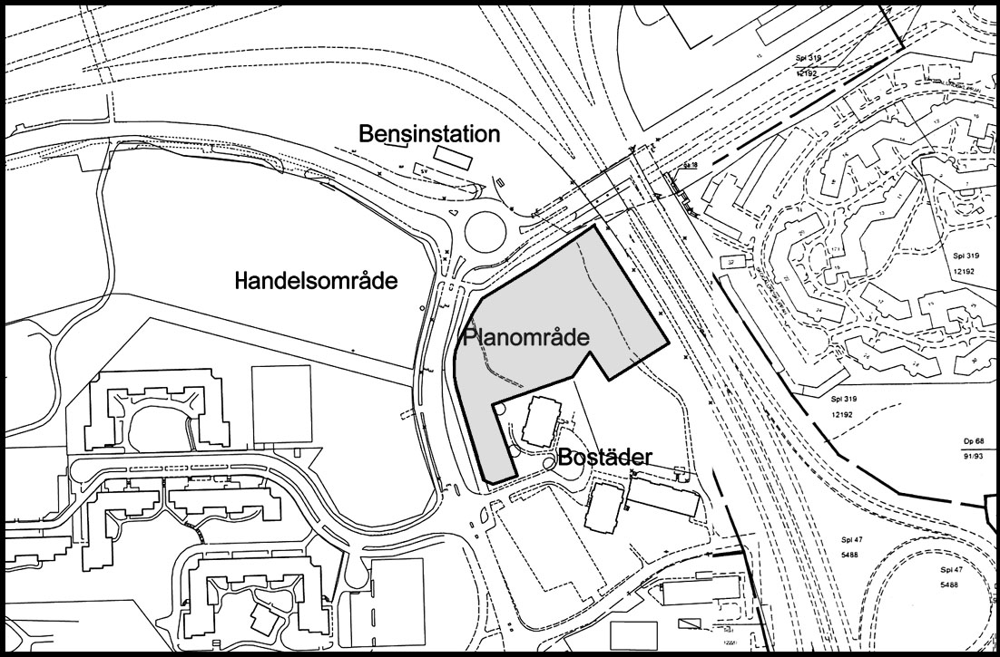 Spl 319
12192
Bensinstation
Spl 319
12192
Handelsområde
Planområde
Spl 319
12192
Dp 68
91/93
Bostäder
Spl 47
5488
Spl 47
5488